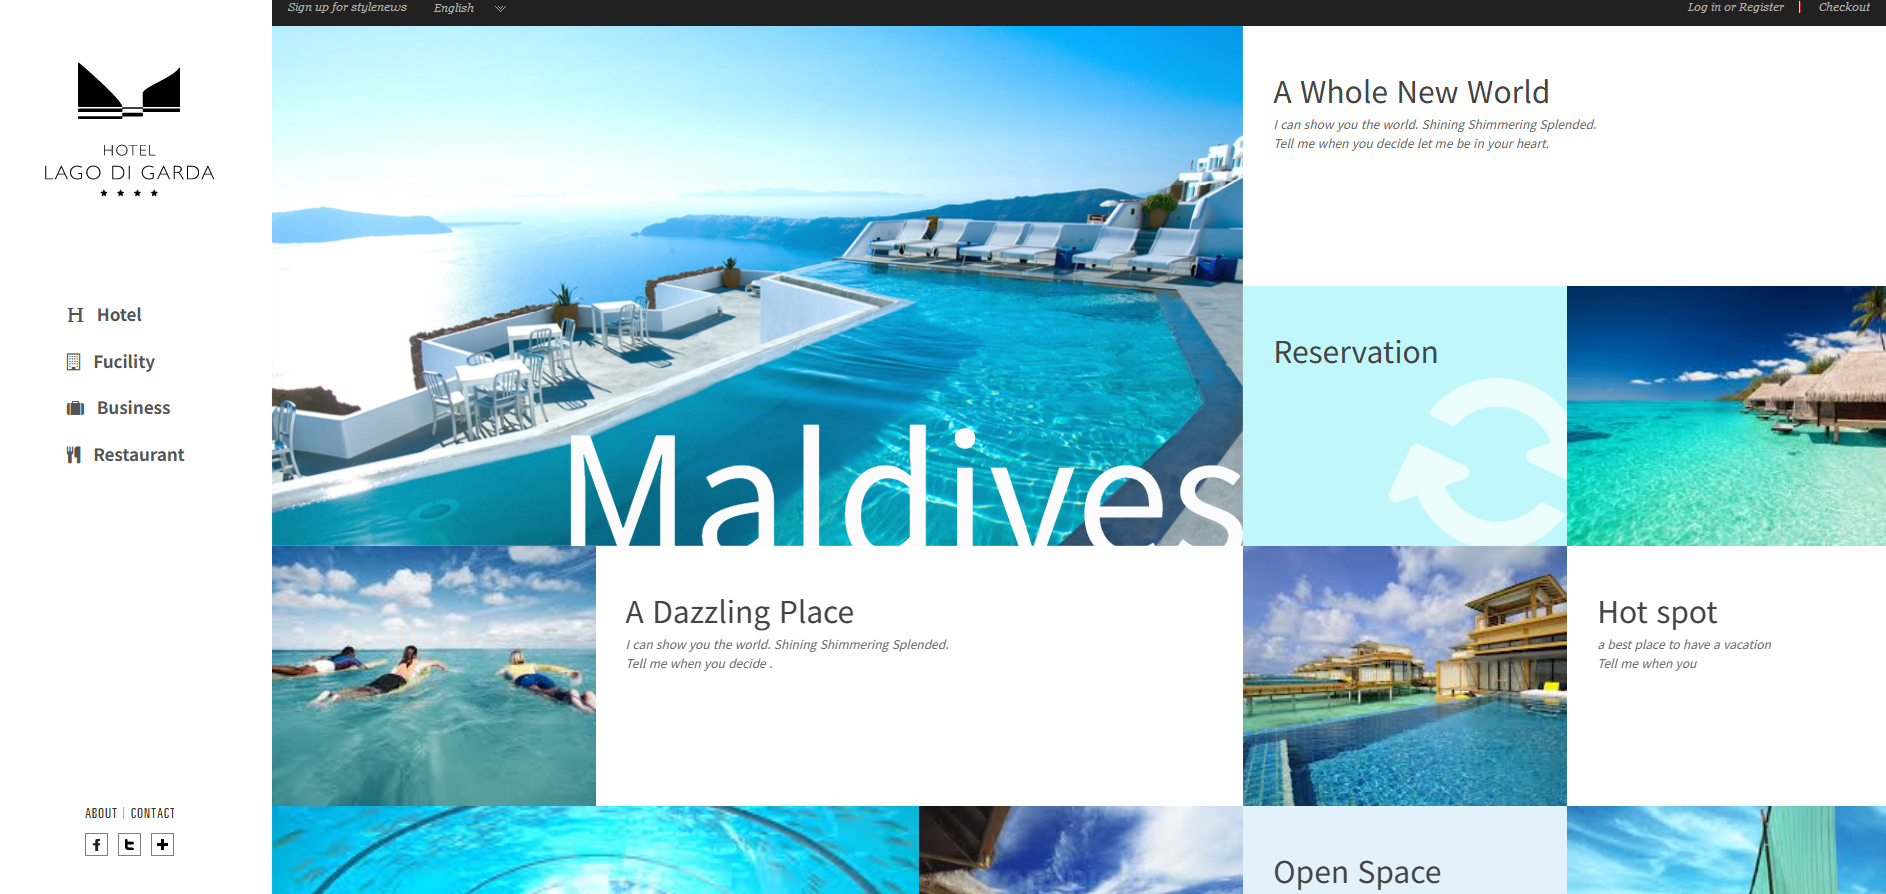 Sign up for stylenews
English
Log in or Register
Checkout
HOTEL
LAGO DI GARDA
H Hotel
Fucility
Business
Restaurant
ABOUT | CONTACT
A Whole New World
I can show you the world. Shining Shimmering Splended.
Tell me when you decide let me be in your heart.
Reservation
Maldives
A Dazzling Place
I can show you the world. Shining Shimmering Splended.
Tell me when you decide .
Hot spot
a best place to have a vacation
Tell me when you
Open Space